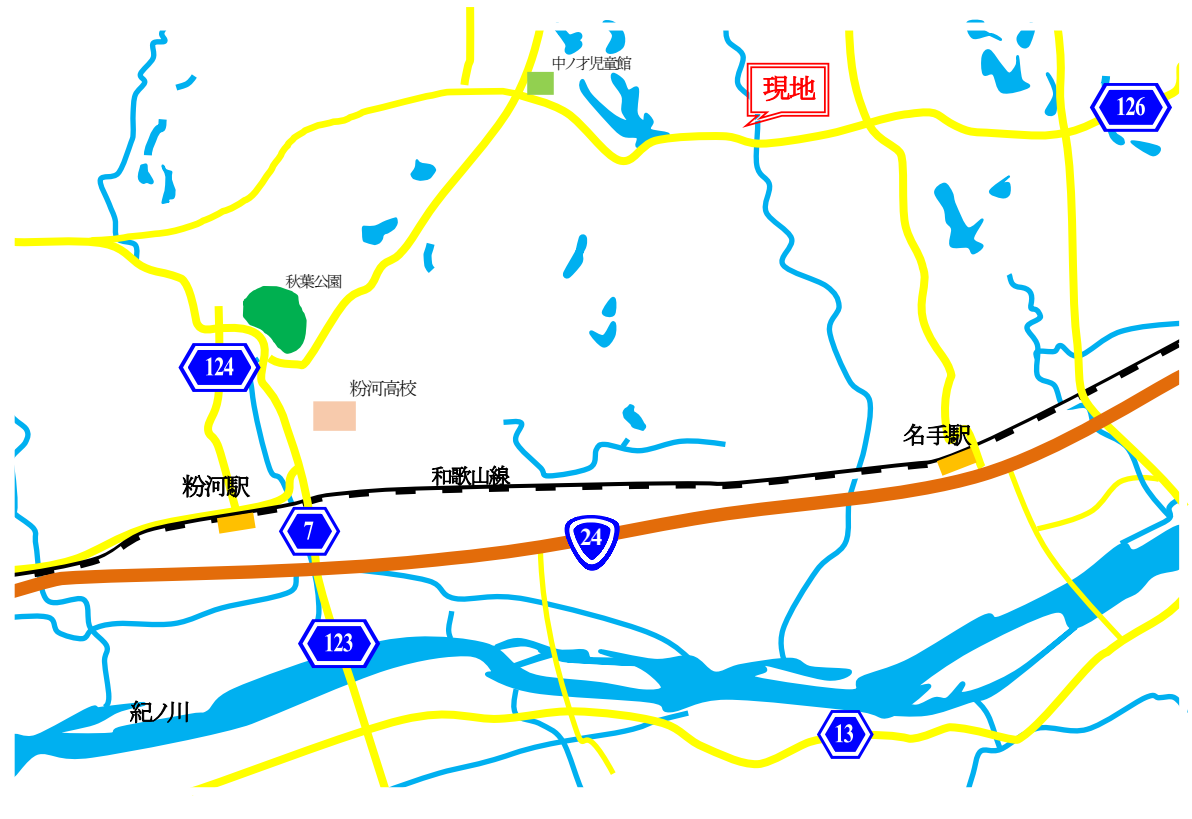 中ノ才児童館
現地
126
秋葉公園
124
粉河高校
名手駅
和歌山線
粉河駅
7
24
123
紀ノ川
13